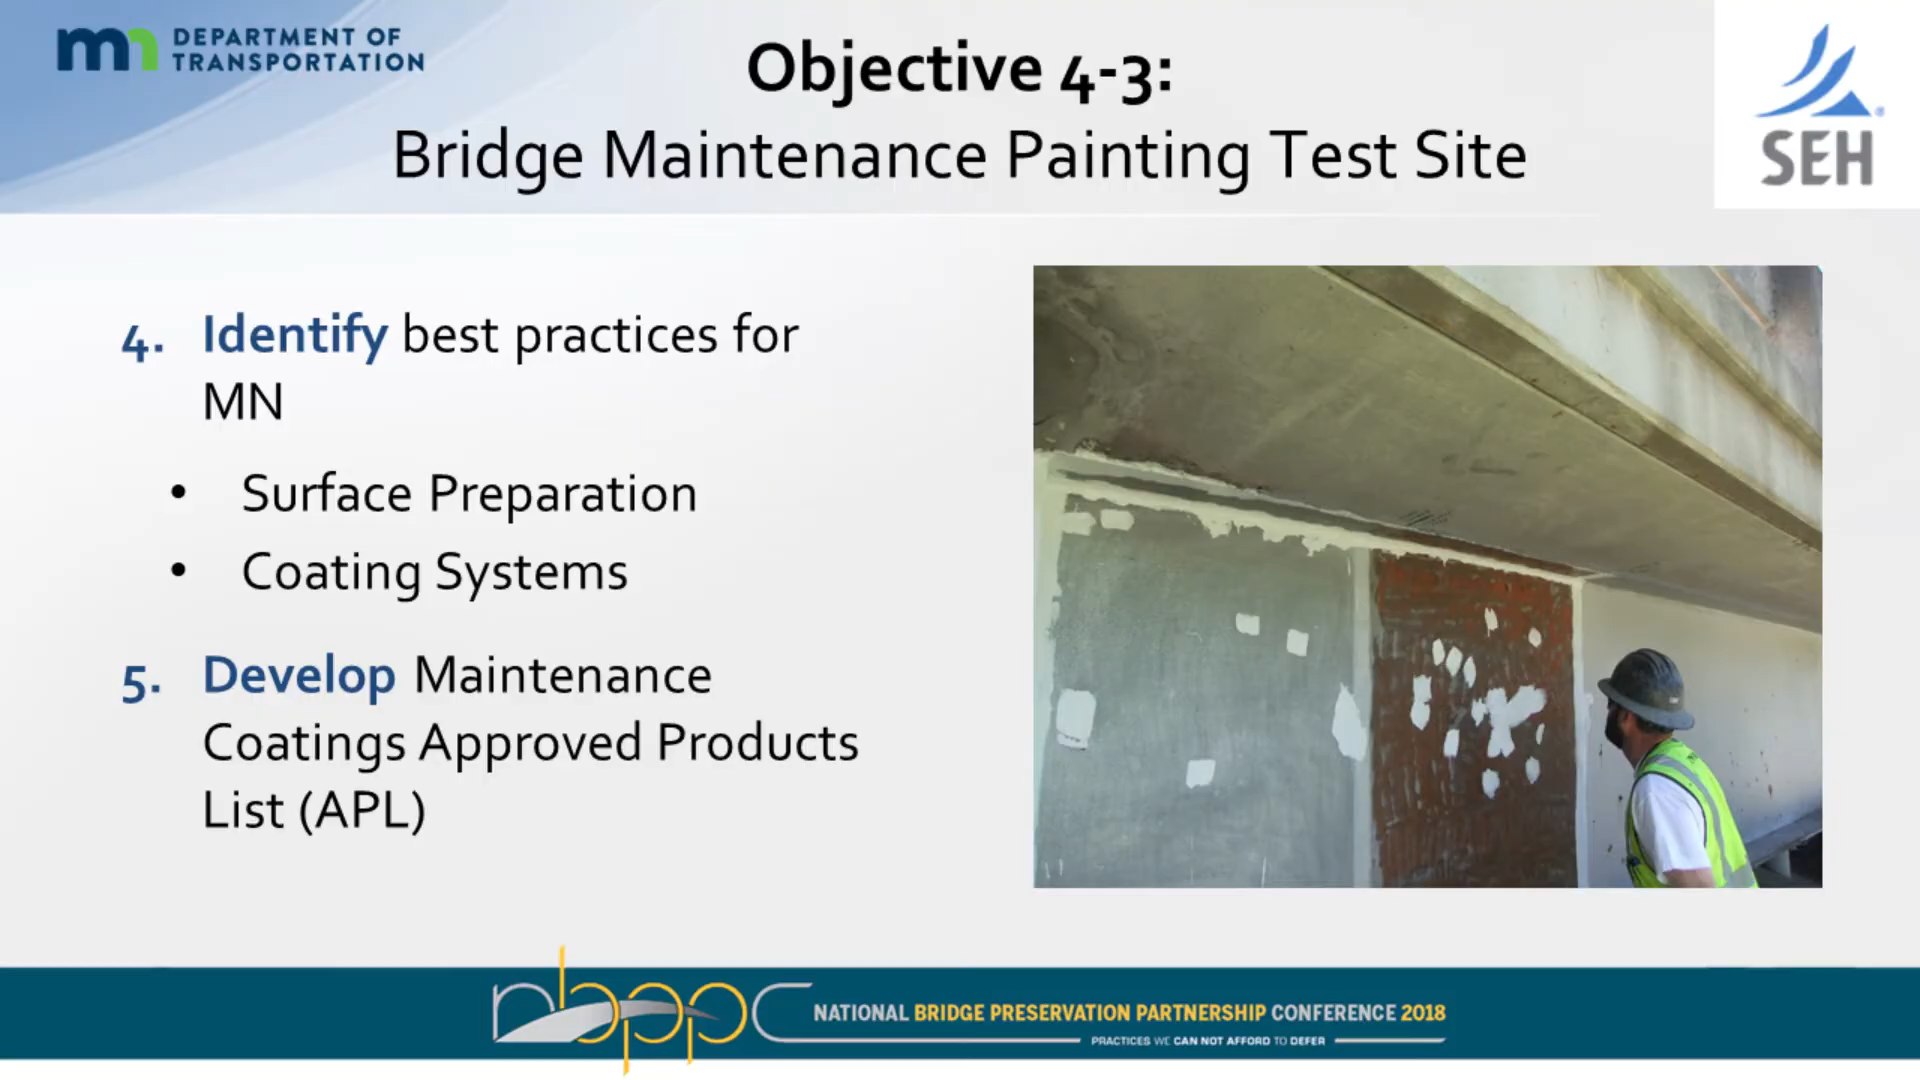 mn DEPARTMENT OF
TRANSPORTATION
Objective 4-3:
Bridge Maintenance Painting Test Site
SEH
4. Identify best practices for
MN
• Surface Preparation
• Coating Systems
5. Develop Maintenance
Coatings Approved Products
List (APL)
nbppc
NATIONAL BRIDGE PRESERVATION PARTNERSHIP CONFERENCE 2018
PRACTICES WE CAN NOT AFFORD TO DEFER